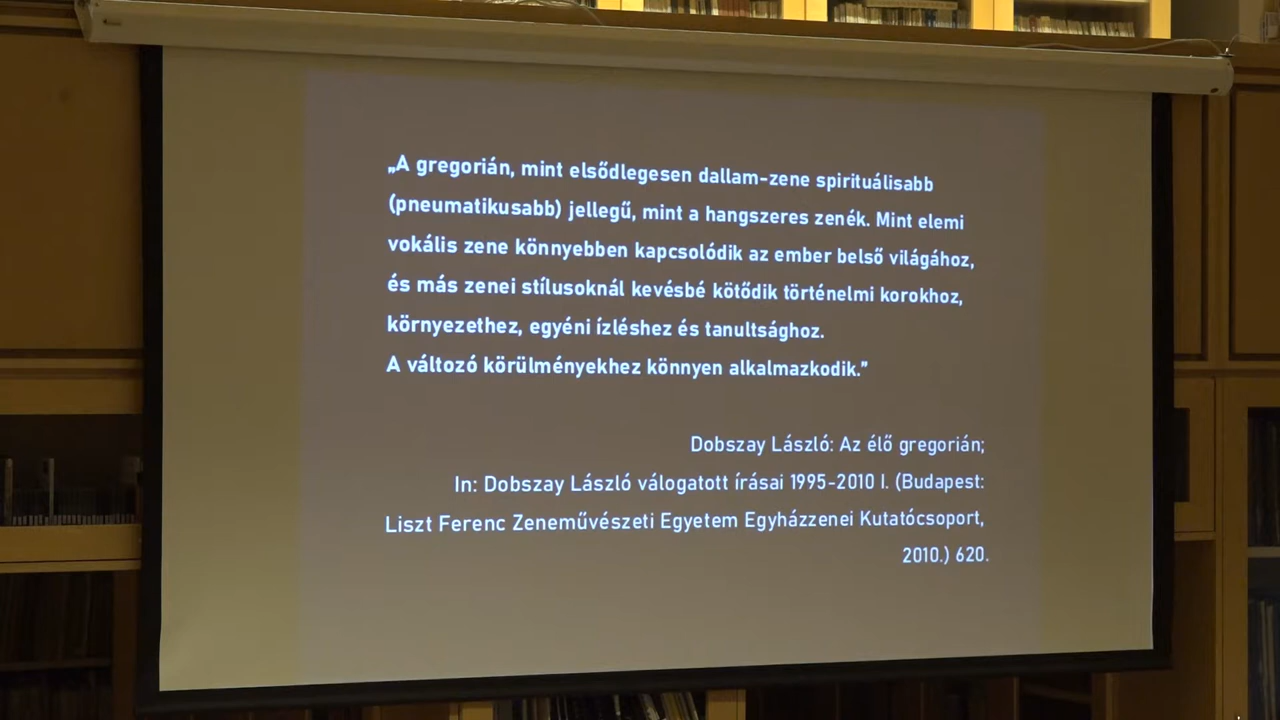 „A gregorián, mint elsődlegesen dallam-zene spirituálisabb
(pneumatikusabb) jellegű, mint a hangszeres zenék. Mint elemi
vokális zene könnyebben kapcsolódik az ember belső világához,
és más zenei stílusoknál kevésbé kötődik történelmi korokhoz,
környezethez, egyéni ízléshez és tanultsághoz.
A változó körülményekhez könnyen alkalmazkodik.”
Dobszay László: Az élő gregorián;
In: Dobszay László válogatott írásai 1995-2010 I. (Budapest:
Liszt Ferenc Zeneművészeti Egyetem Egyházzenei Kutatócsoport,
2010.) 620.